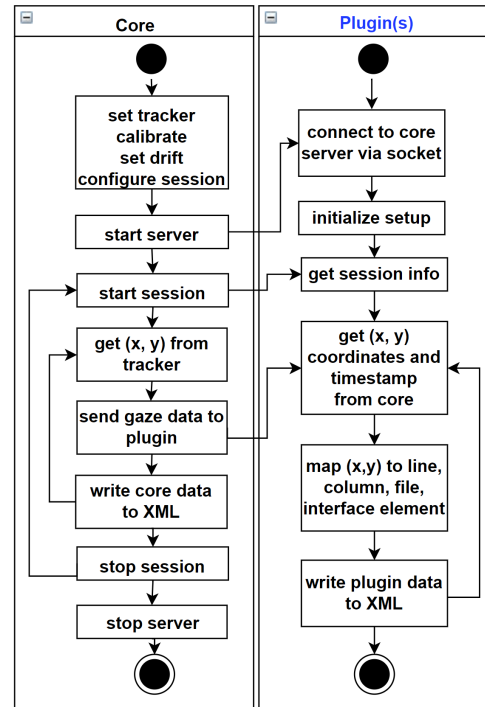 Core
set tracker
calibrate
set drift
configure session
start server
start session
get (x, y) from
tracker
send gaze data to
plugin
write core data
to XML
stop session
stop server
Plugin(s)
connect to core
server via socket
initialize setup
get session info
get (x, y)
coordinates and
timestamp
from core
map (x,y) to line,
column, file,
interface element
write plugin data
to XML